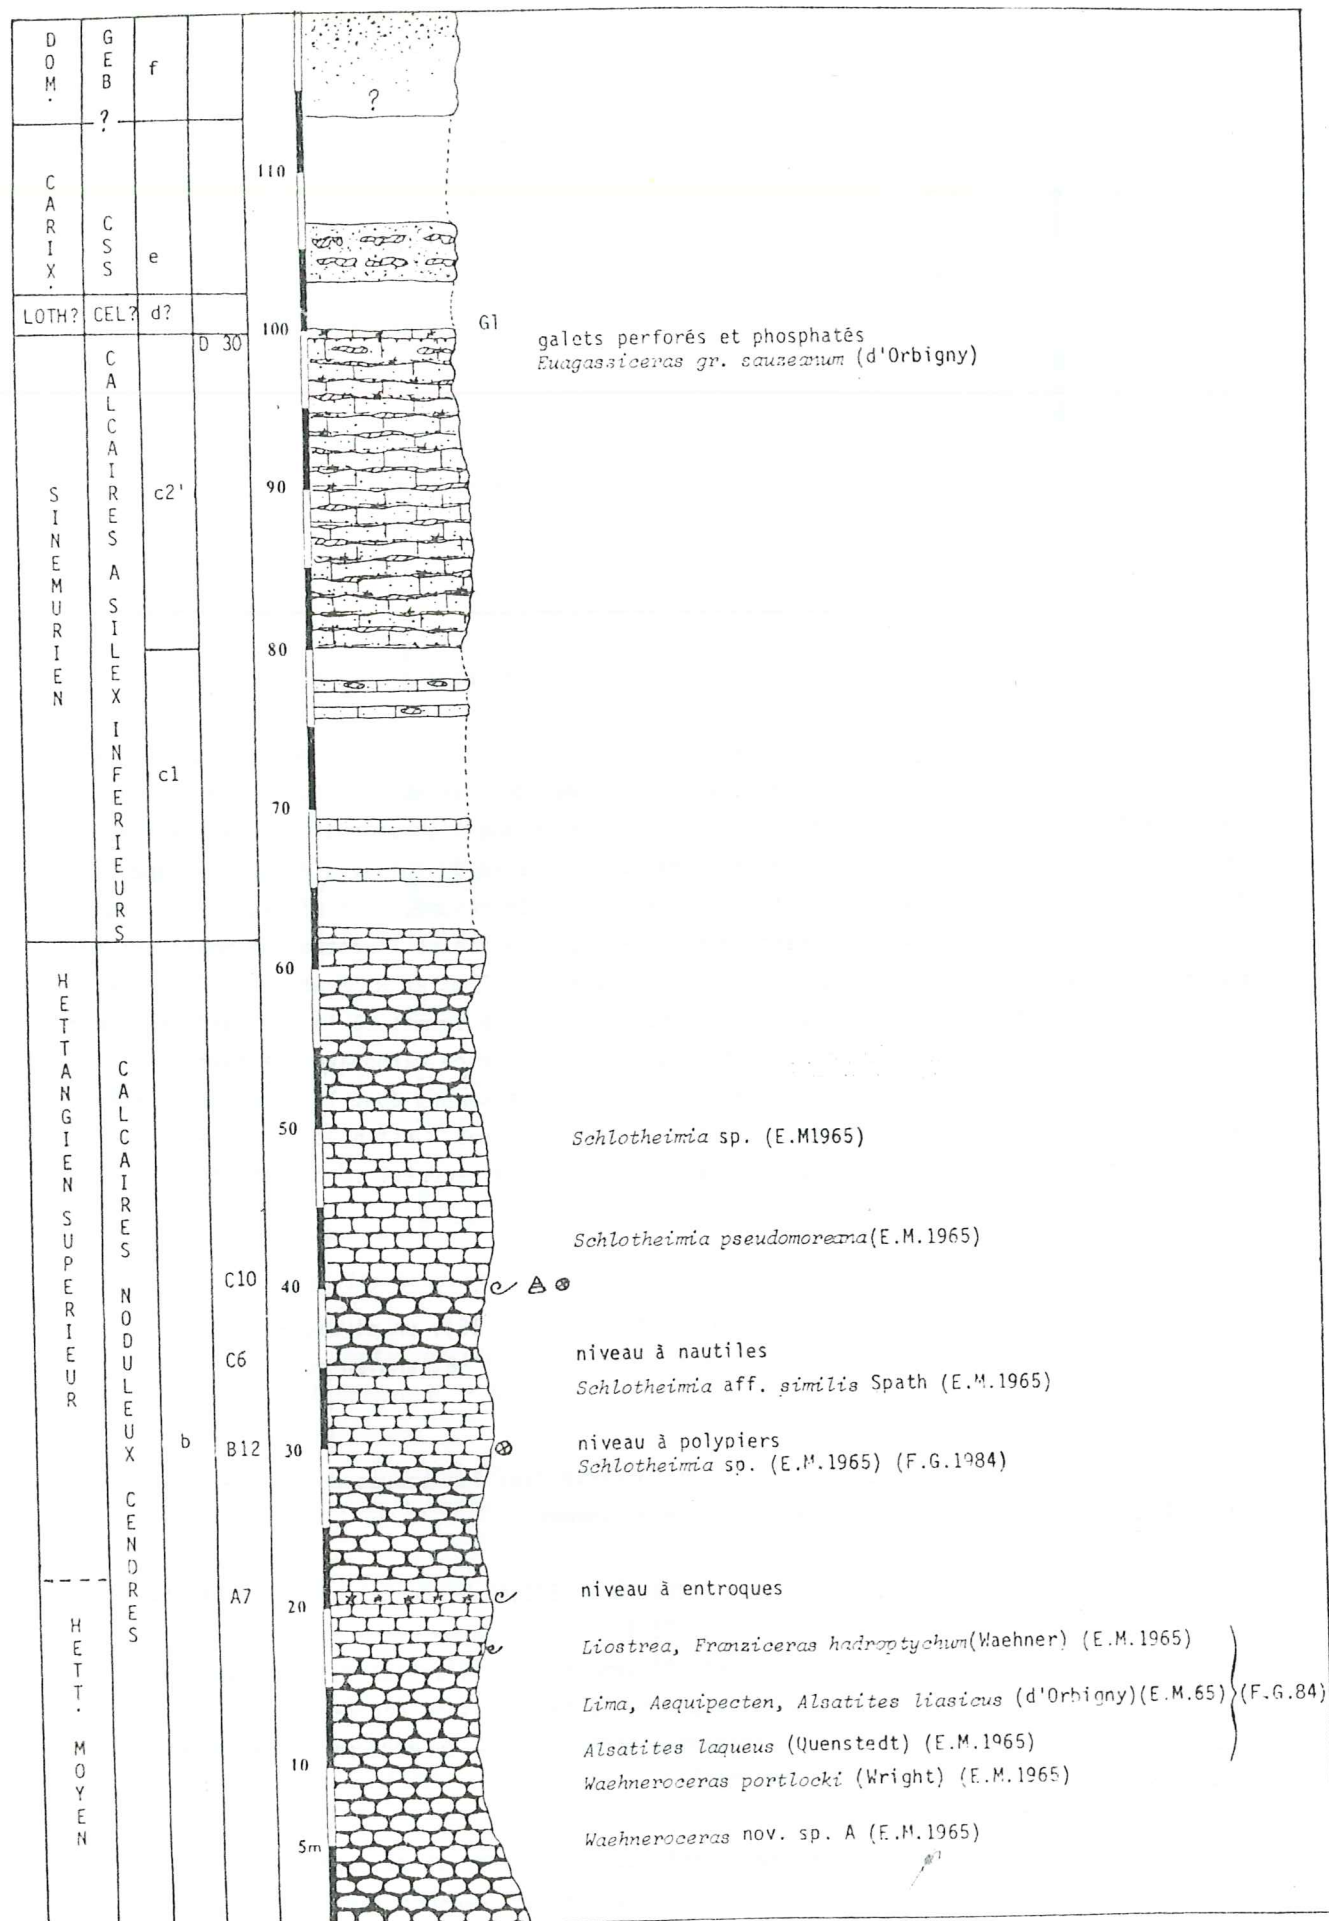 DOM.
GEB
f
?
?
110
CARIX.
CSS
e
LOTH?
CEL?
d?
100
G1
D 30
galets perforés et phosphatés
Euagassiceras gr. sauzeanum (d'Orbigny)
SINEMURIEN
CALCAIRES A SILEX INFERIEURS
c2'
90
80
c1
70
60
HETTANGIEN SUPERIEUR
CALCAIRES NODULEUX CENDRES
50
Schlotheimia sp. (E.M1965)
Schlotheimia pseudomoreana(E.M.1965)
C10
40
niveau à nautiles
C6
Schlotheimia aff. similis Spath (E.M.1965)
b
B12
30
niveau à polypiers
Schlotheimia sp. (E.M.1965) (F.G.1984)
A7
20
niveau à entroques
HETT. MOYEN
Liostrea, Franziceras hadroptychum(Waehner) (E.M.1965)
Lima, Aequipecten, Alsatites liasicus (d'Orbigny)(E.M.65) (F.G.84)
Alsatites laqueus (Quenstedt) (E.M.1965)
10
Waehneroceras portlocki (Wright) (E.M.1965)
Waehneroceras nov. sp. A (E.M.1965)
5m